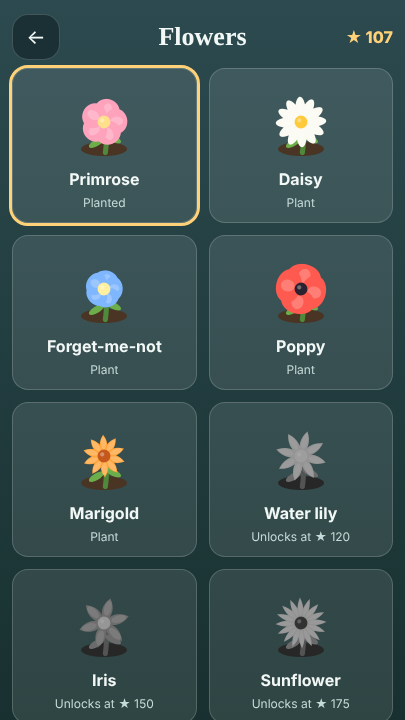 Flowers
★ 107
Primrose
Planted
Daisy
Plant
Forget-me-not
Plant
Poppy
Plant
Marigold
Plant
Water lily
Unlocks at ★ 120
Iris
Unlocks at ★ 150
Sunflower
Unlocks at ★ 175